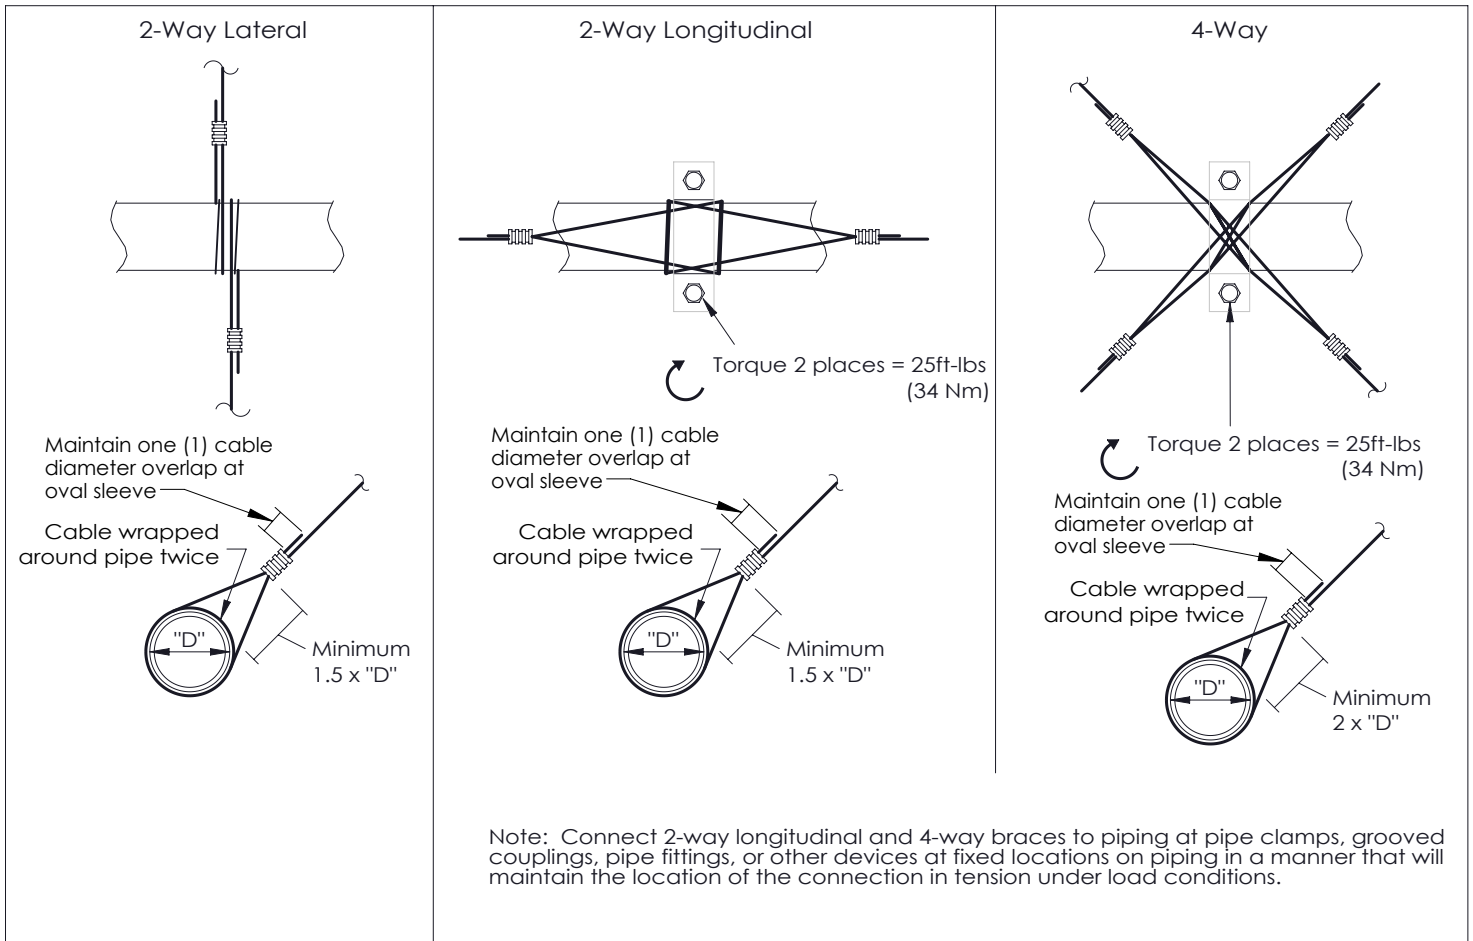 2-Way Lateral
Maintain one (1) cable
diameter overlap at
oval sleeve
Cable wrapped
around pipe twice
"D"
Minimum
1.5 x "D"
2-Way Longitudinal
Torque 2 places = 25ft-lbs
(34 Nm)
Maintain one (1) cable
diameter overlap at
oval sleeve
Cable wrapped
around pipe twice
"D"
Minimum
1.5 x "D"
4-Way
Torque 2 places = 25ft-lbs
(34 Nm)
Maintain one (1) cable
diameter overlap at
oval sleeve
Cable wrapped
around pipe twice
"D"
Minimum
2 x "D"
Note:  Connect 2-way longitudinal and 4-way braces to piping at pipe clamps, grooved
couplings, pipe fittings, or other devices at fixed locations on piping in a manner that will
maintain the location of the connection in tension under load conditions.